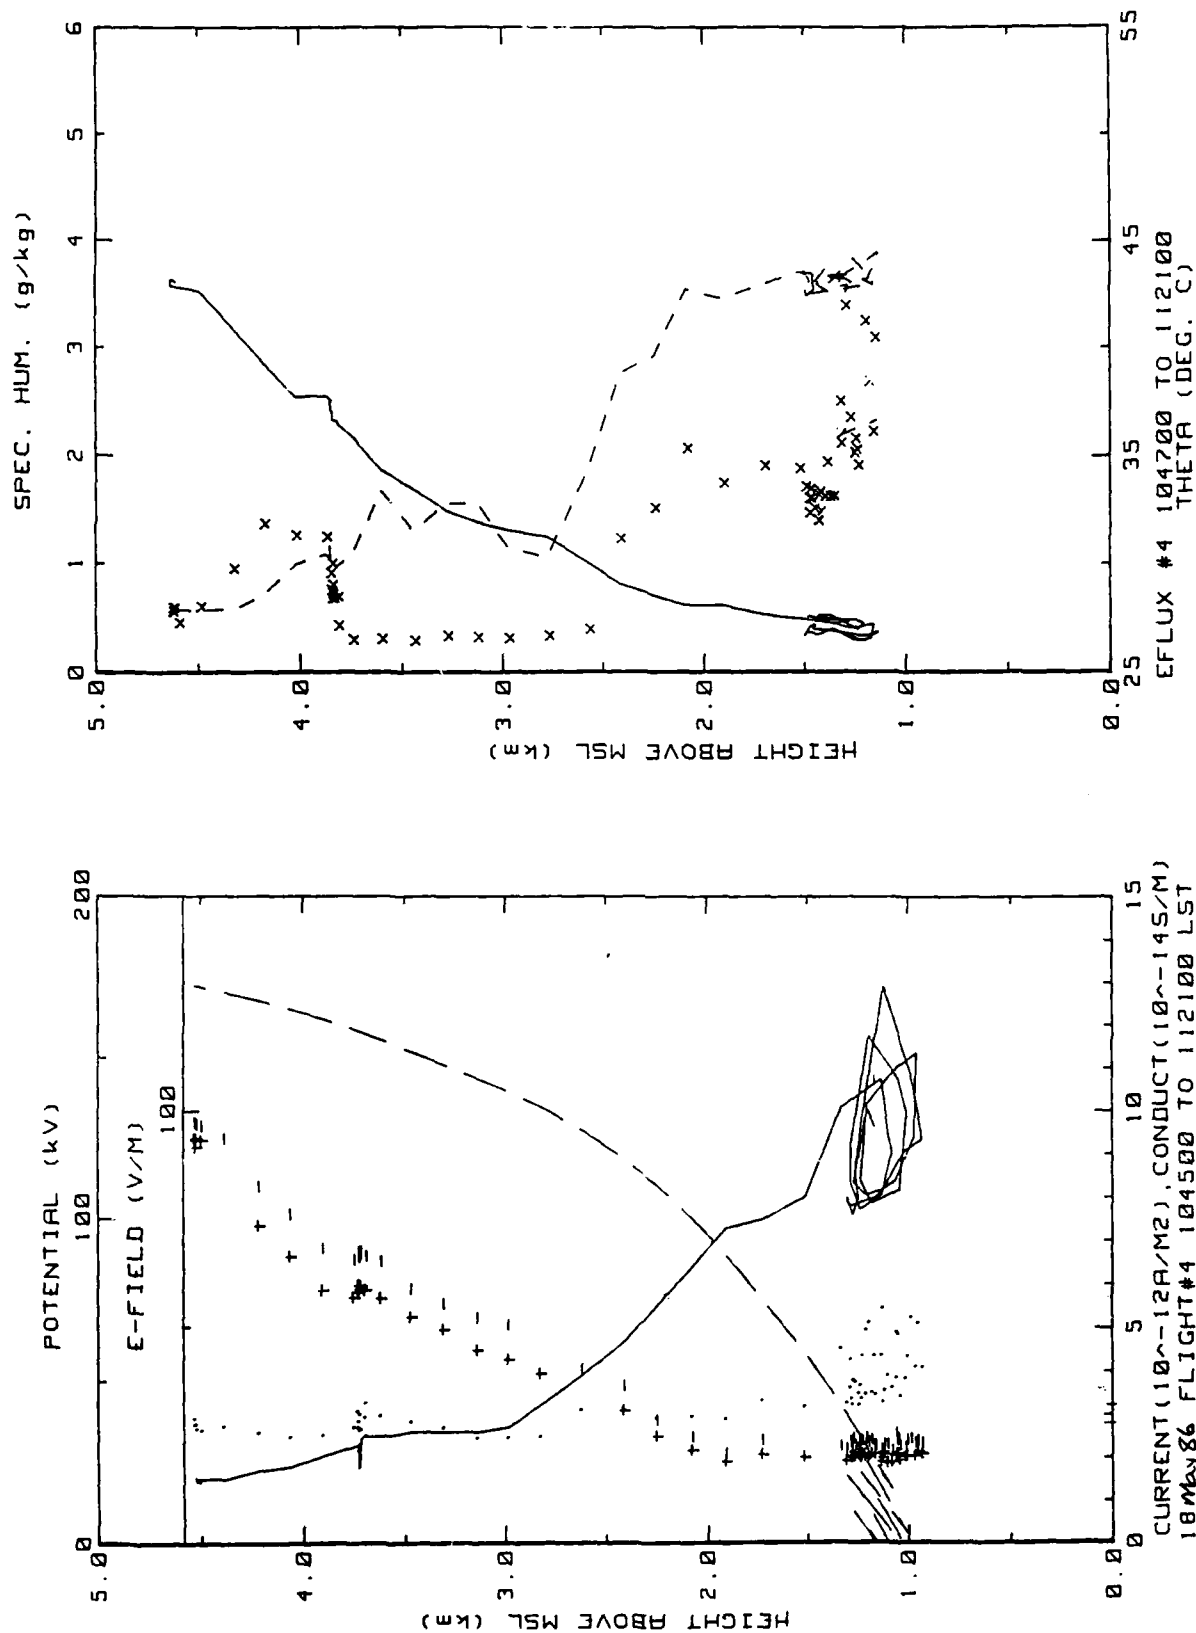 POTENTIAL (kV)
0 100 200
E-FIELD (V/M)
100
HEIGHT ABOVE MSL (km)
5.0
4.0
3.0
2.0
1.0
0.0
0 5 10 15
CURRENT(10^-12A/M2),CONDUCT(10^-14S/M)
18May86 FLIGHT#4 104500 TO 112100 LST
SPEC. HUM. (g/kg)
0 1 2 3 4 5 6
HEIGHT ABOVE MSL (km)
5.0
4.0
3.0
2.0
1.0
0.0
25 35 45 55
EFLUX #4 104700 TO 112100
THETA (DEG. C)